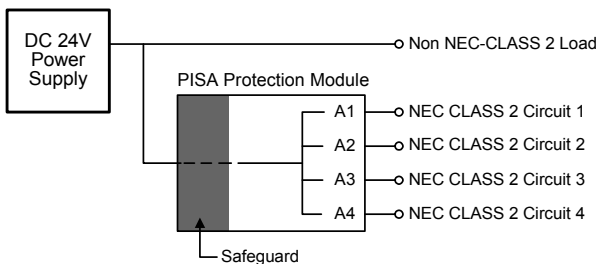 DC 24V
Power
Supply
Non NEC-CLASS 2 Load
PISA Protection Module
A1
NEC CLASS 2 Circuit 1
A2
NEC CLASS 2 Circuit 2
A3
NEC CLASS 2 Circuit 3
A4
NEC CLASS 2 Circuit 4
Safeguard